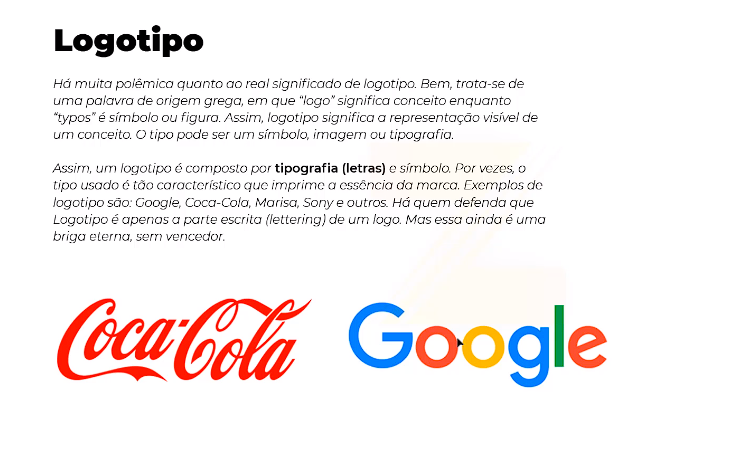 Logotipo
Há muita polêmica quanto ao real significado de logotipo. Bem, trata-se de
uma palavra de origem grega, em que “logo” significa conceito enquanto
“typos” é símbolo ou figura. Assim, logotipo significa a representação visível de
um conceito. O tipo pode ser um símbolo, imagem ou tipografia.
Assim, um logotipo é composto por tipografia (letras) e símbolo. Por vezes, o
tipo usado é tão característico que imprime a essência da marca. Exemplos de
logotipo são: Google, Coca-Cola, Marisa, Sony e outros. Há quem defenda que
Logotipo é apenas a parte escrita (lettering) de um logo. Mas essa ainda é uma
briga eterna, sem vencedor.
Coca-Cola Google